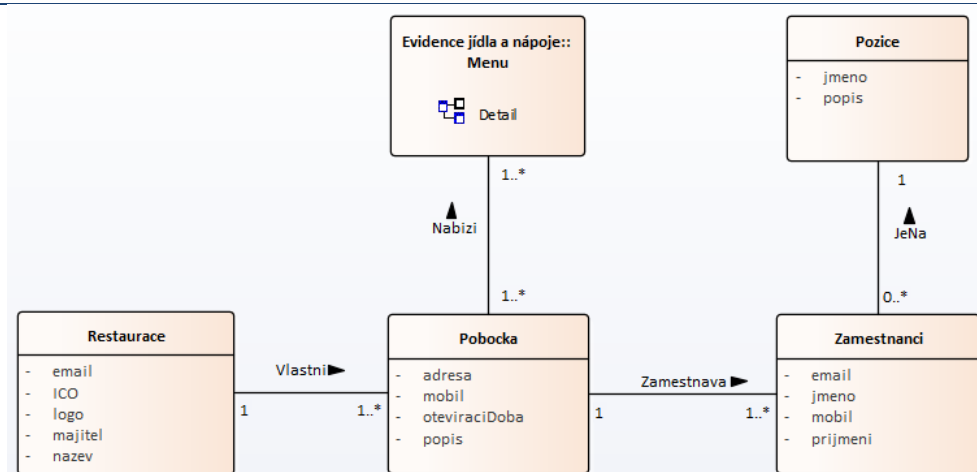 Evidence jídla a nápoje::
Menu
Detail
Pozice
- jmeno
- popis
1..*
1
Nabizi
JeNa
1..*
0..*
Restaurace
- email
- ICO
- logo
- majitel
- nazev
Vlastni
1
1..*
Pobocka
- adresa
- mobil
- oteviraciDoba
- popis
Zamestnava
1
1..*
Zamestnanci
- email
- jmeno
- mobil
- prijmeni